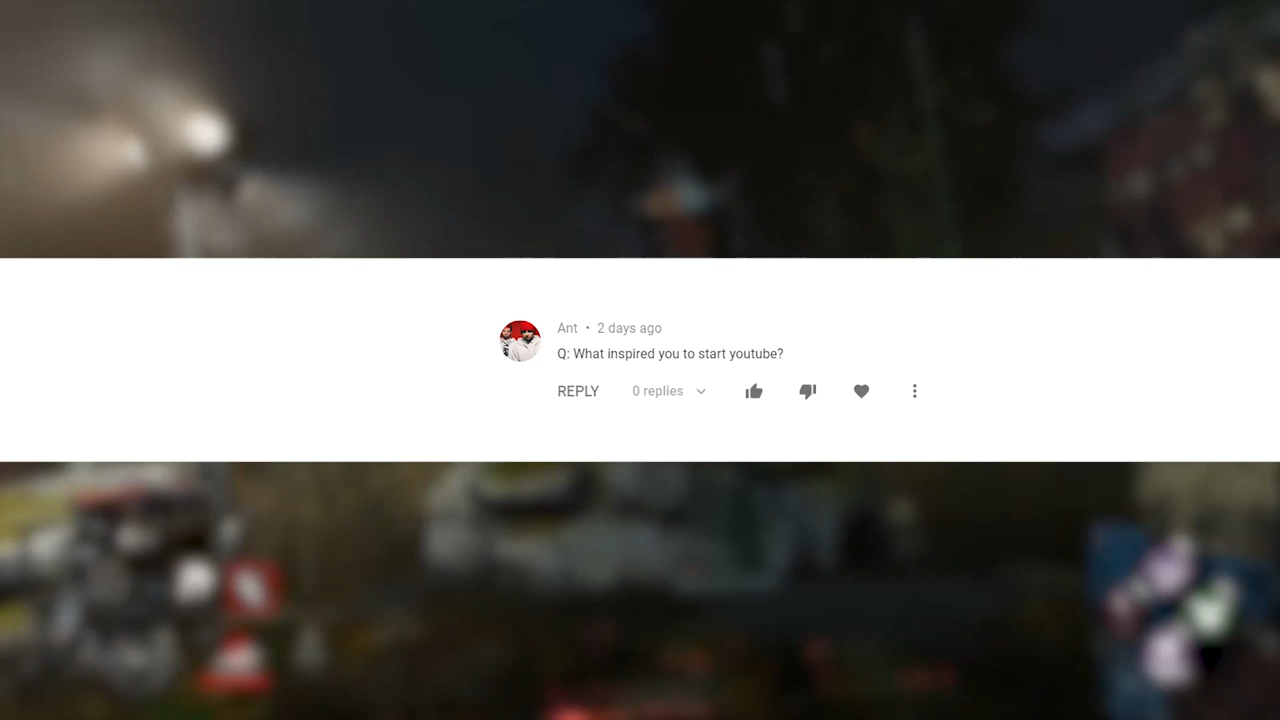 Ant • 2 days ago
Q: What inspired you to start youtube?
REPLY 0 replies